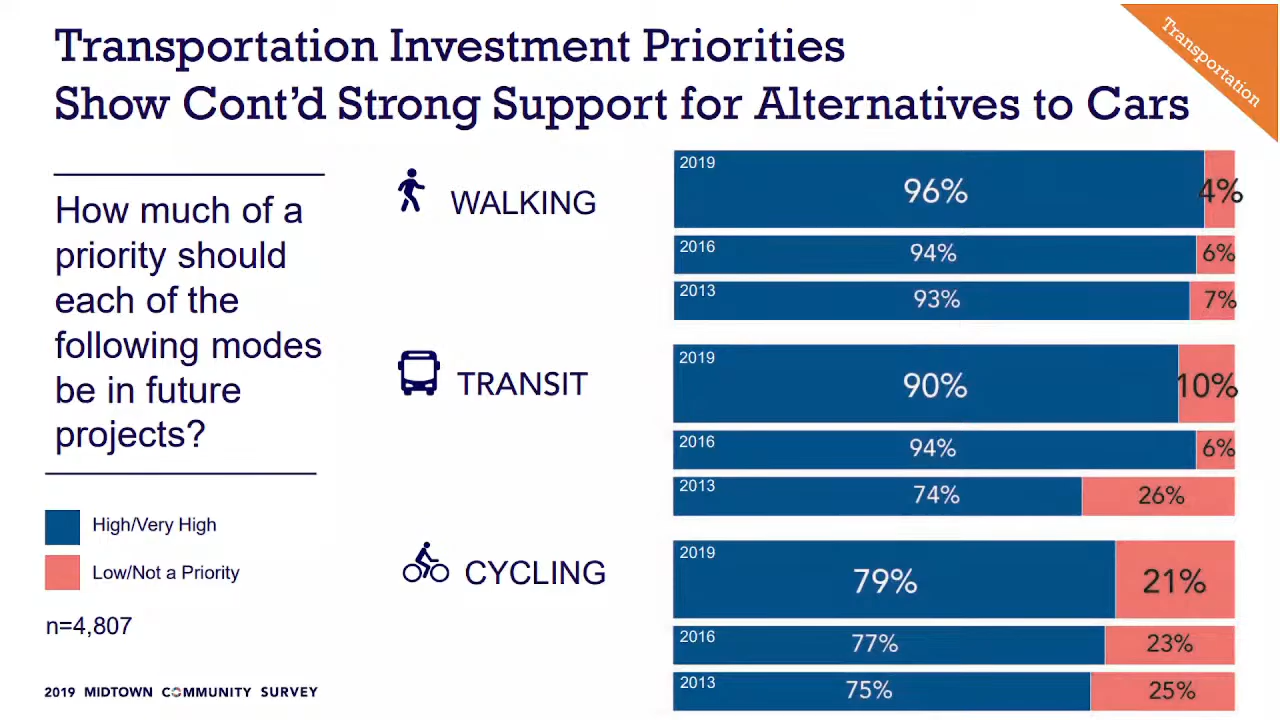 Transportation Investment Priorities
Show Cont'd Strong Support for Alternatives to Cars
Transportation
How much of a
priority should
each of the
following modes
be in future
projects?
High/Very High
Low/Not a Priority
n=4,807
2019 MIDTOWN COMMUNITY SURVEY
WALKING
2019 96% 4%
2016 94% 6%
2013 93% 7%
TRANSIT
2019 90% 10%
2016 94% 6%
2013 74% 26%
CYCLING
2019 79% 21%
2016 77% 23%
2013 75% 25%